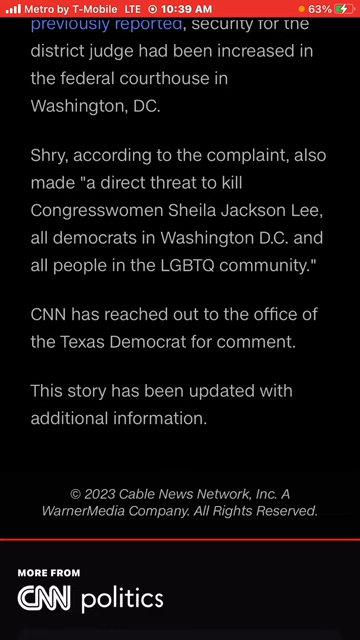 Metro by T-Mobile LTE 10:39 AM 63%
previously reported, security for the
district judge had been increased in
the federal courthouse in
Washington, DC.
Shry, according to the complaint, also
made "a direct threat to kill
Congresswomen Sheila Jackson Lee,
all democrats in Washington D.C. and
all people in the LGBTQ community."
CNN has reached out to the office of
the Texas Democrat for comment.
This story has been updated with
additional information.
© 2023 Cable News Network, Inc. A
WarnerMedia Company. All Rights Reserved.
MORE FROM
CNN politics